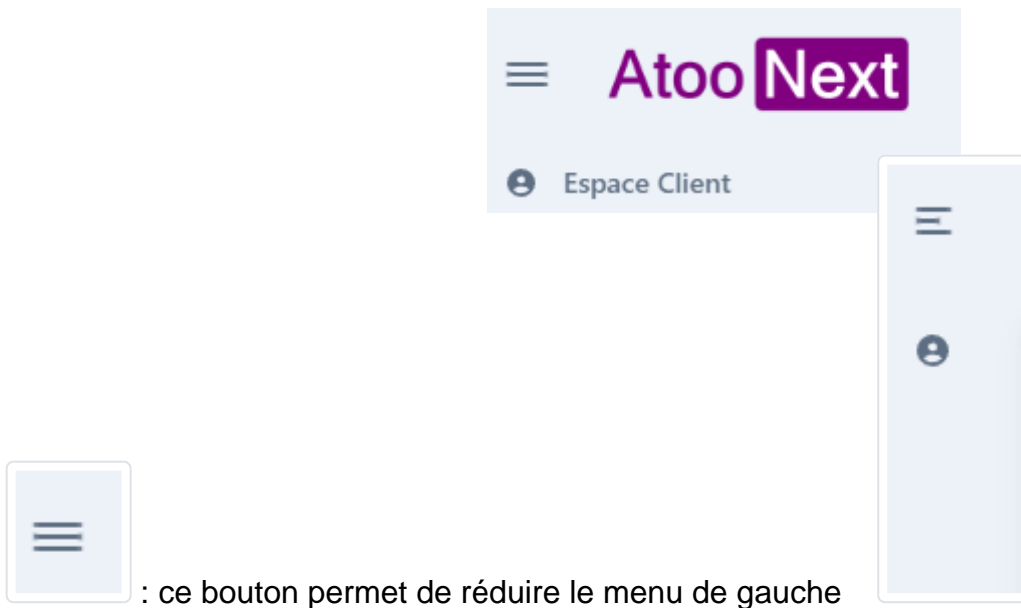 Atoo Next
Espace Client
: ce bouton permet de réduire le menu de gauche